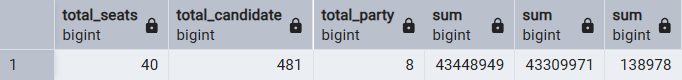 total_seats total_candidate total_party sum sum sum
bigint bigint bigint bigint bigint bigint
1 40 481 8 43448949 43309971 138978